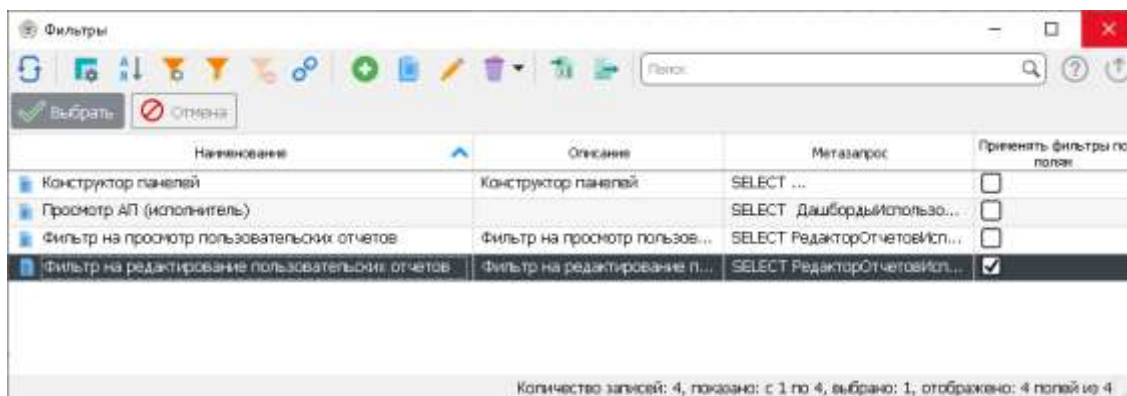 Фильтры
Поиск
Выбрать Отмена
Наименование Описание Метазапрос Применять фильтры по полям
Конструктор панелей Конструктор панелей SELECT ...
Просмотр АП (исполнитель) SELECT ДашбордыИспользо...
Фильтр на просмотр пользовательских отчетов Фильтр на просмотр пользов... SELECT РедакторОтчетовИсп...
Фильтр на редактирование пользовательских отчетов Фильтр на редактирование п... SELECT РедакторОтчетовИсп...
Количество записей: 4, показано: с 1 по 4, выбрано: 1, отображено: 4 полей из 4